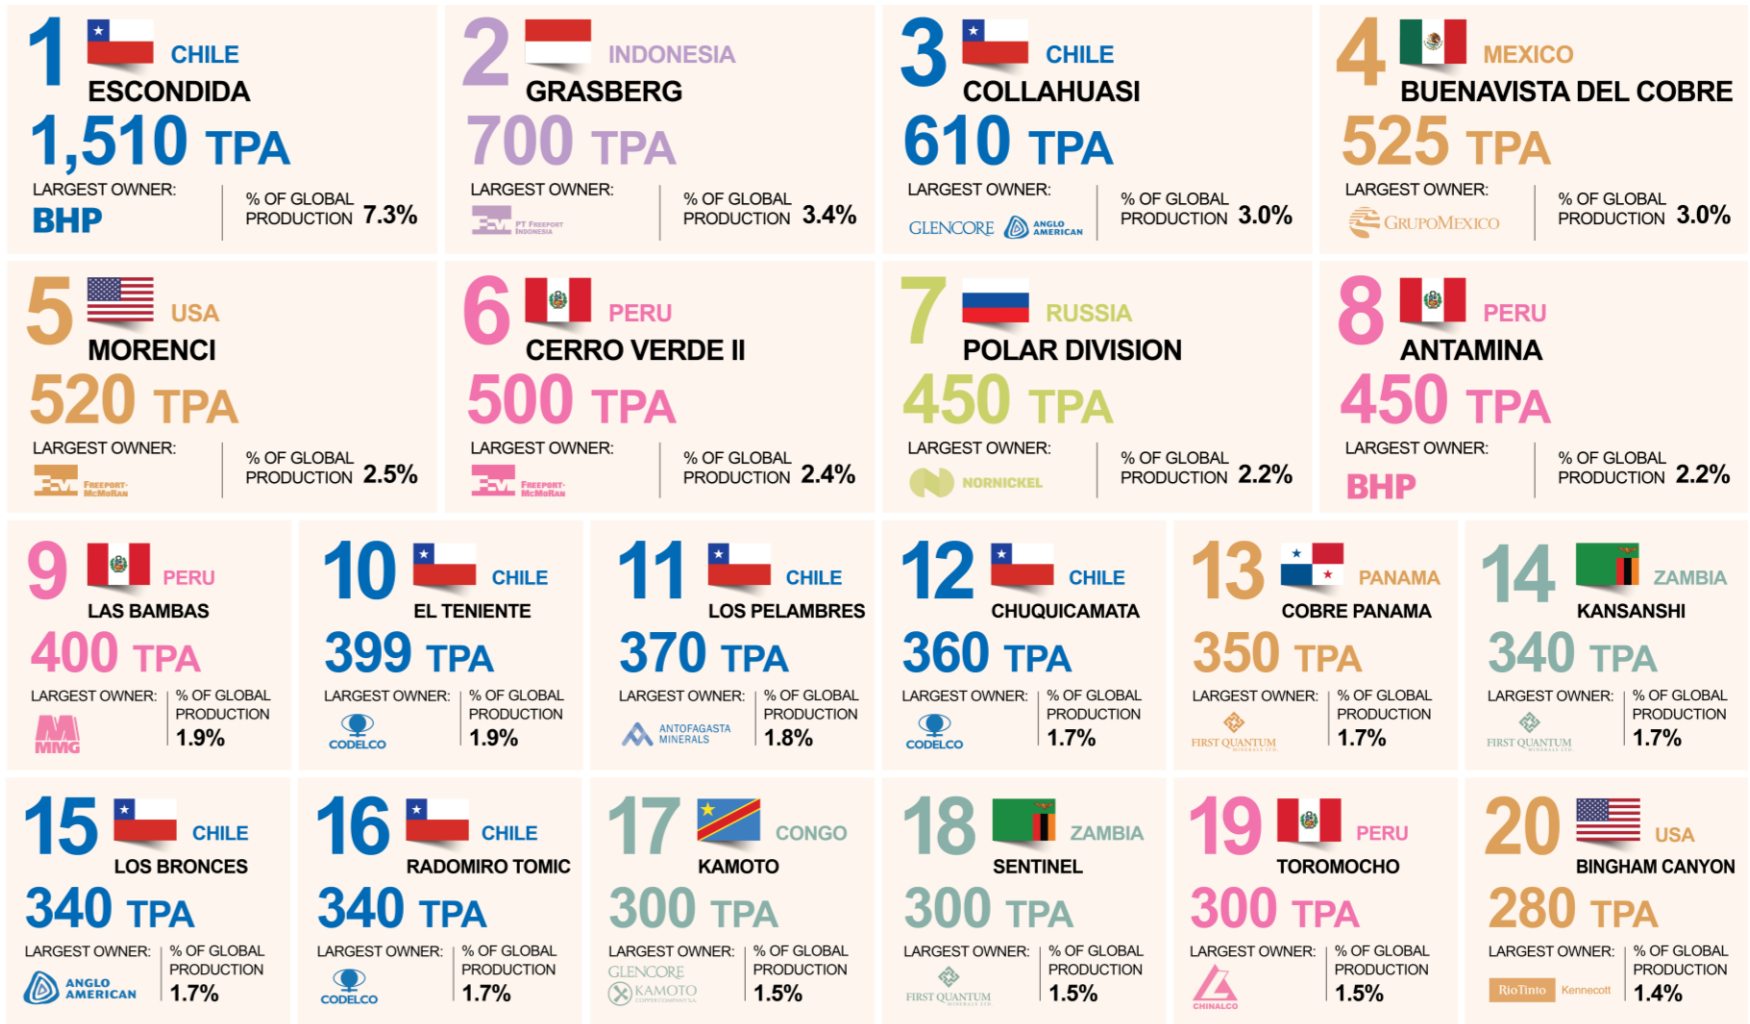 1 CHILE
ESCONDIDA
1,510 TPA
LARGEST OWNER:
BHP
% OF GLOBAL
PRODUCTION 7.3%
2 INDONESIA
GRASBERG
700 TPA
LARGEST OWNER:
PT FREEPORT
INDONESIA
% OF GLOBAL
PRODUCTION 3.4%
3 CHILE
COLLAHUASI
610 TPA
LARGEST OWNER:
GLENCORE
ANGLO
AMERICAN
% OF GLOBAL
PRODUCTION 3.0%
4 MEXICO
BUENAVISTA DEL COBRE
525 TPA
LARGEST OWNER:
GRUPOMEXICO
% OF GLOBAL
PRODUCTION 3.0%
5 USA
MORENCI
520 TPA
LARGEST OWNER:
FREEPORT-
MCMORAN
% OF GLOBAL
PRODUCTION 2.5%
6 PERU
CERRO VERDE II
500 TPA
LARGEST OWNER:
FREEPORT-
MCMORAN
% OF GLOBAL
PRODUCTION 2.4%
7 RUSSIA
POLAR DIVISION
450 TPA
LARGEST OWNER:
NORNICKEL
% OF GLOBAL
PRODUCTION 2.2%
8 PERU
ANTAMINA
450 TPA
LARGEST OWNER:
BHP
% OF GLOBAL
PRODUCTION 2.2%
9 PERU
LAS BAMBAS
400 TPA
LARGEST OWNER:
MMG
% OF GLOBAL
PRODUCTION
1.9%
10 CHILE
EL TENIENTE
399 TPA
LARGEST OWNER:
CODELCO
% OF GLOBAL
PRODUCTION
1.9%
11 CHILE
LOS PELAMBRES
370 TPA
LARGEST OWNER:
ANTOFAGASTA
MINERALS
% OF GLOBAL
PRODUCTION
1.8%
12 CHILE
CHUQUICAMATA
360 TPA
LARGEST OWNER:
CODELCO
% OF GLOBAL
PRODUCTION
1.7%
13 PANAMA
COBRE PANAMA
350 TPA
LARGEST OWNER:
FIRST QUANTUM
MINERALS LTD.
% OF GLOBAL
PRODUCTION
1.7%
14 ZAMBIA
KANSANSHI
340 TPA
LARGEST OWNER:
FIRST QUANTUM
MINERALS LTD.
% OF GLOBAL
PRODUCTION
1.7%
15 CHILE
LOS BRONCES
340 TPA
LARGEST OWNER:
ANGLO
AMERICAN
% OF GLOBAL
PRODUCTION
1.7%
16 CHILE
RADOMIRO TOMIC
340 TPA
LARGEST OWNER:
CODELCO
% OF GLOBAL
PRODUCTION
1.7%
17 CONGO
KAMOTO
300 TPA
LARGEST OWNER:
GLENCORE
KAMOTO
% OF GLOBAL
PRODUCTION
1.5%
18 ZAMBIA
SENTINEL
300 TPA
LARGEST OWNER:
FIRST QUANTUM
MINERALS LTD.
% OF GLOBAL
PRODUCTION
1.5%
19 PERU
TOROMOCHO
300 TPA
LARGEST OWNER:
CHINALCO
% OF GLOBAL
PRODUCTION
1.5%
20 USA
BINGHAM CANYON
280 TPA
LARGEST OWNER:
RioTinto Kennecott
% OF GLOBAL
PRODUCTION
1.4%